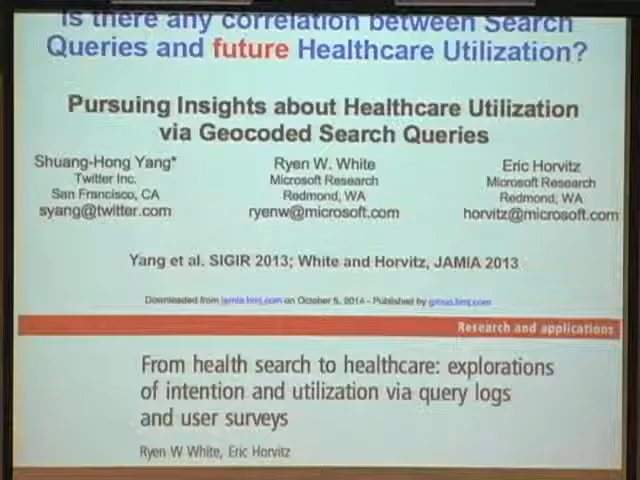 Is there any correlation between Search
Queries and future Healthcare Utilization?
Pursuing Insights about Healthcare Utilization
via Geocoded Search Queries
Shuang-Hong Yang*
Twitter Inc.
San Francisco, CA
syang@twitter.com
Ryen W. White
Microsoft Research
Redmond, WA
ryenw@microsoft.com
Eric Horvitz
Microsoft Research
Redmond, WA
horvitz@microsoft.com
Yang et al. SIGIR 2013; White and Horvitz, JAMIA 2013
Downloaded from jamia.bmj.com on October 5, 2014 - Published by group.bmj.com
Research and applications
From health search to healthcare: explorations
of intention and utilization via query logs
and user surveys
Ryen W White, Eric Horvitz